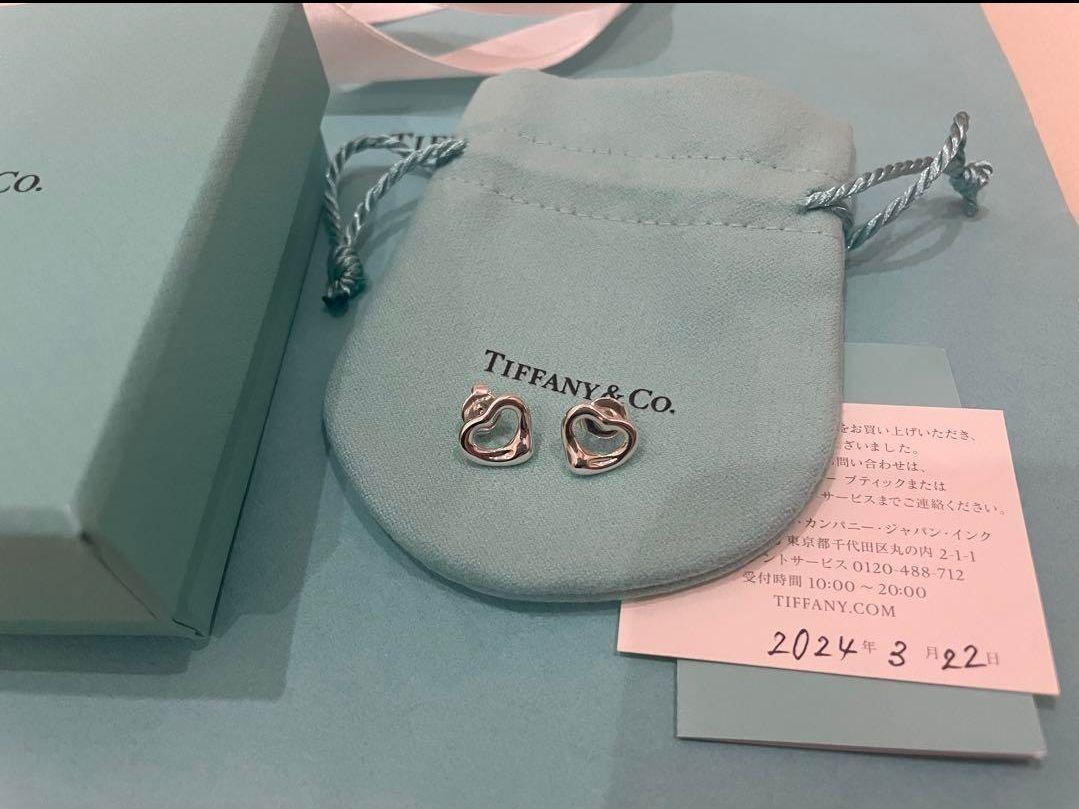 Co.
TIFFANY & CO.
をお買い上げいただき、
ざいました。
お問い合わせは、
ー ブティックまたは
サービスまでご連絡ください。
・カンパニー・ジャパン・インク
東京都千代田区丸の内 2-1-1
ントサービス 0120-488-712
受付時間 10:00～20:00
TIFFANY.COM
2024年 3月22日